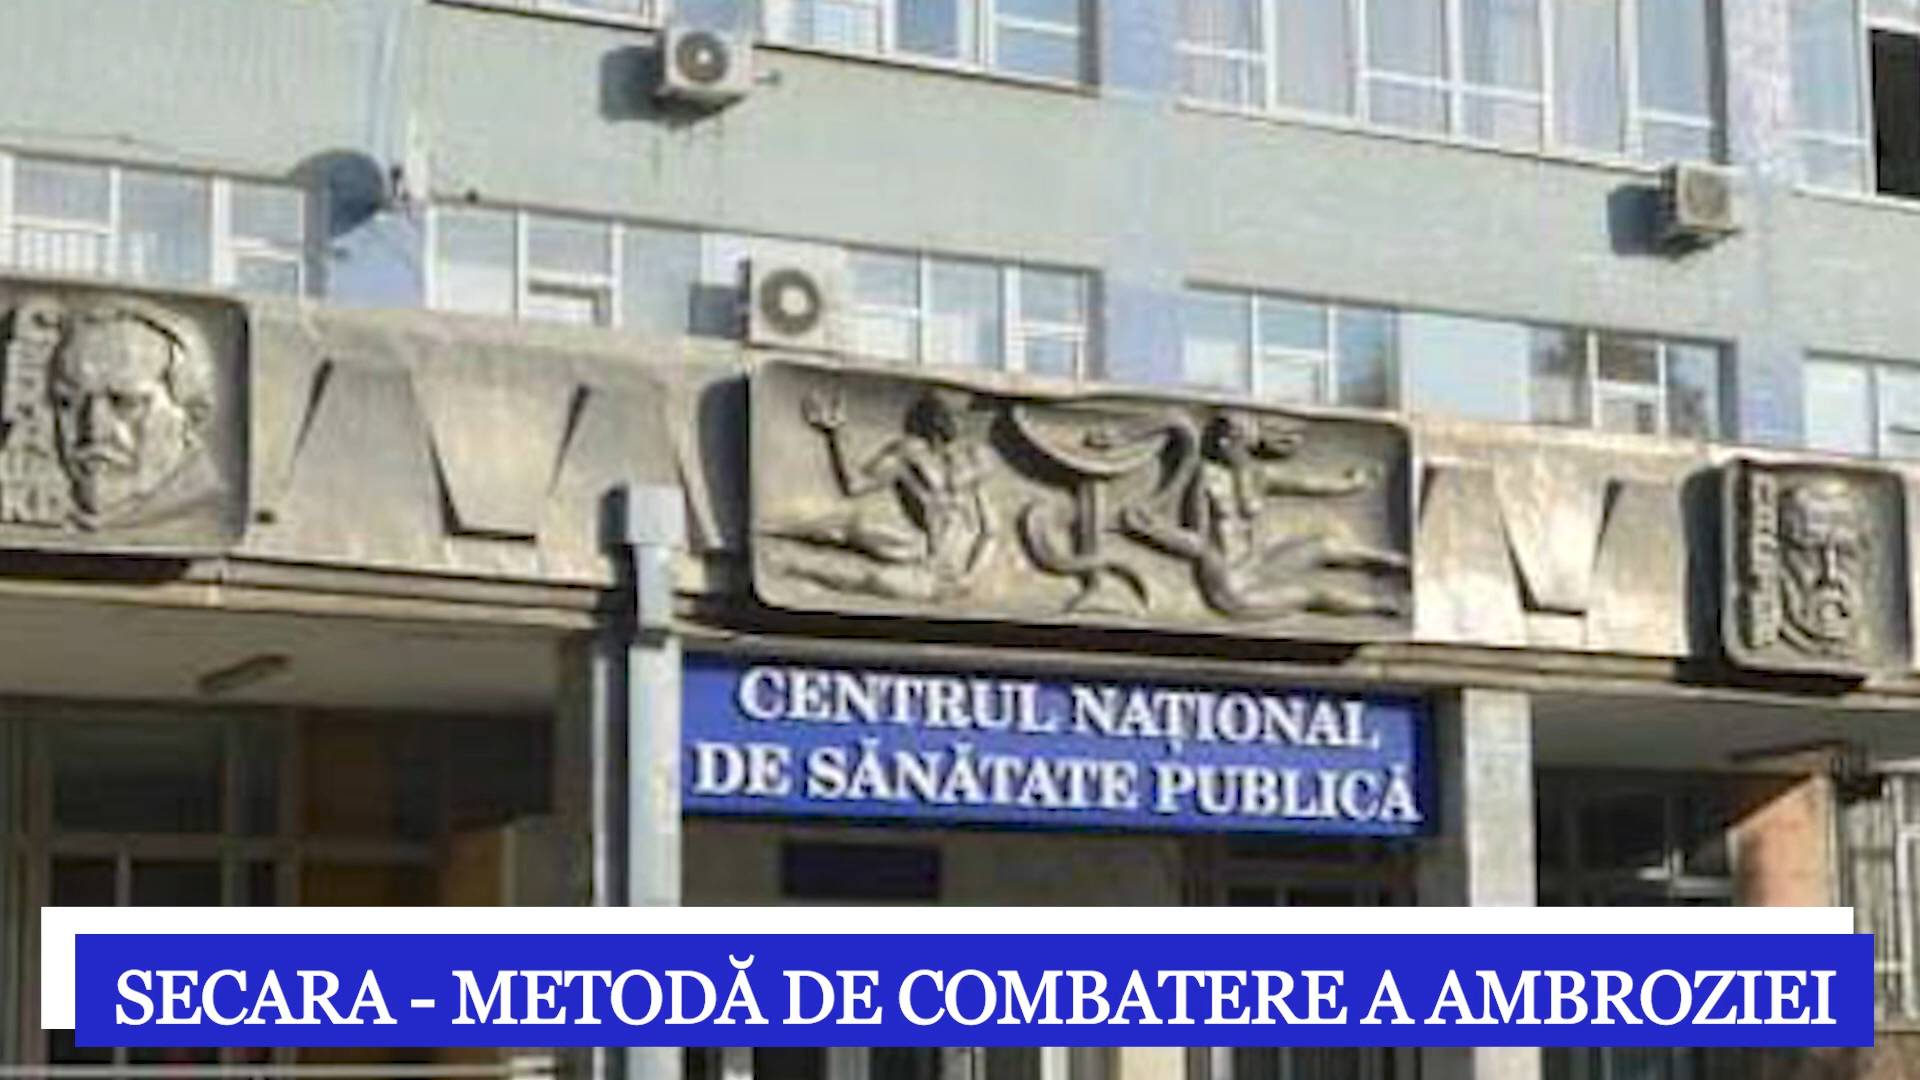 CENTRUL NAȚIONAL
DE SĂNĂTATE PUBLICĂ
SECARA - METODĂ DE COMBATERE A AMBROZIEI